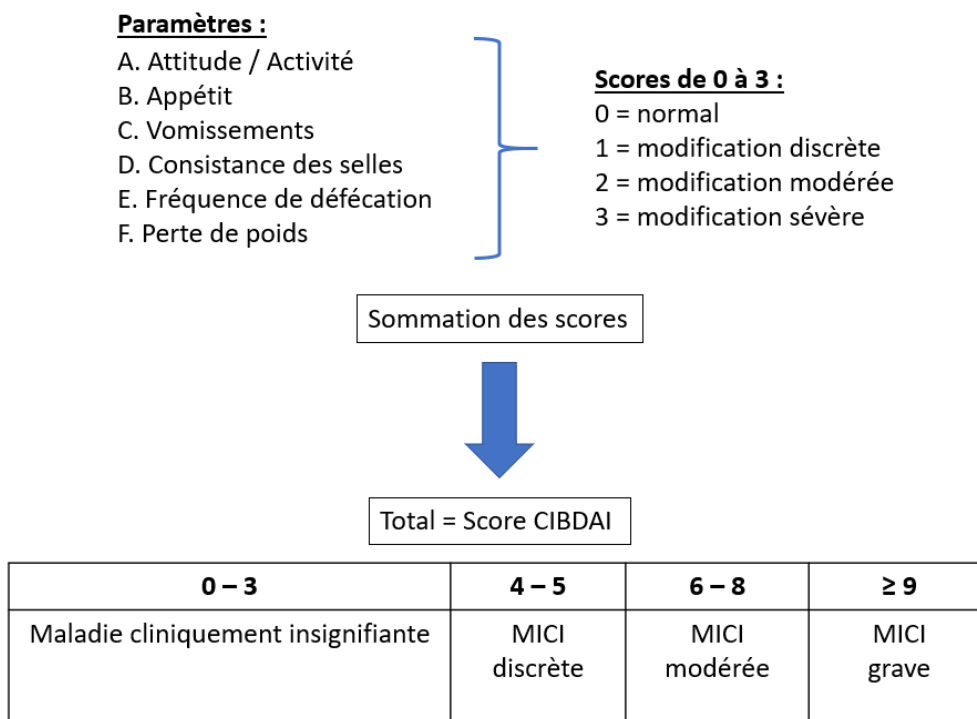 Paramètres :
A. Attitude / Activité
B. Appétit
C. Vomissements
D. Consistance des selles
E. Fréquence de défécation
F. Perte de poids
Scores de 0 à 3 :
0 = normal
1 = modification discrète
2 = modification modérée
3 = modification sévère
Sommation des scores
Total = Score CIBDAI
0 – 3
4 – 5
6 – 8
≥ 9
Maladie cliniquement insignifiante
MICI
discrète
MICI
modérée
MICI
grave